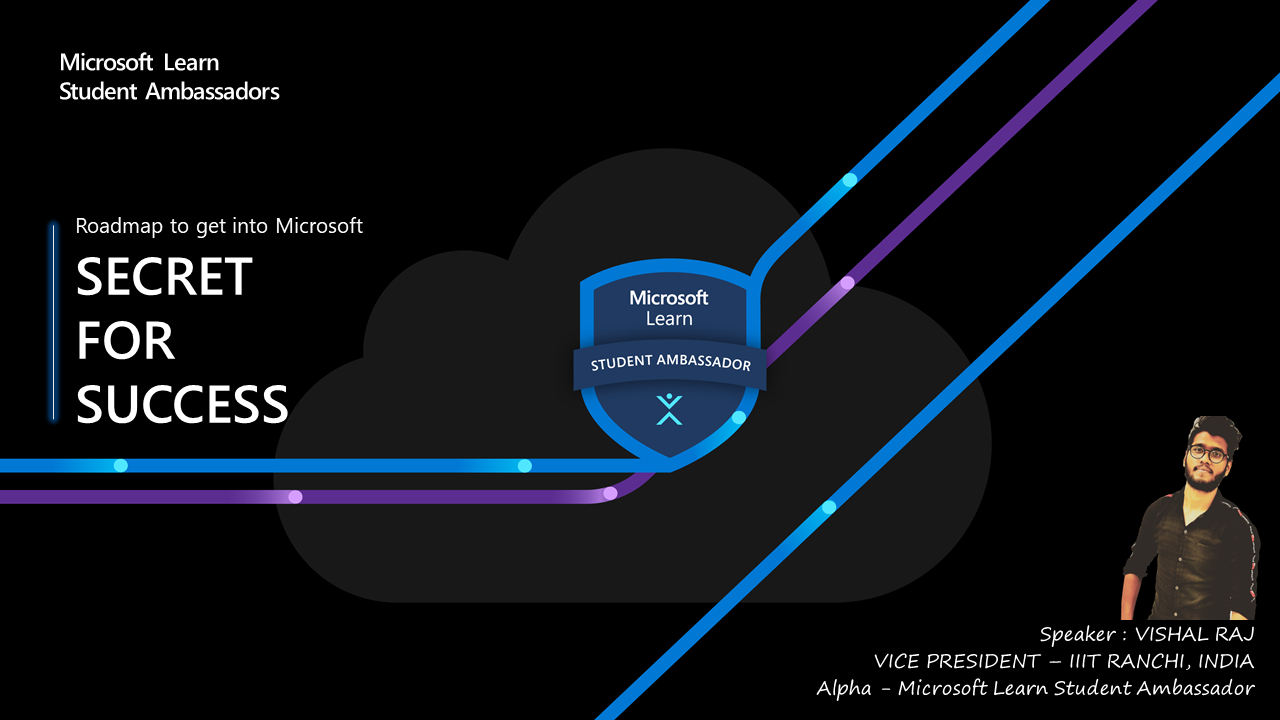 Microsoft Learn
Student Ambassadors
Roadmap to get into Microsoft
SECRET
FOR
SUCCESS
Microsoft
Learn
STUDENT AMBASSADOR
Speaker : VISHAL RAJ
VICE PRESIDENT – IIIT RANCHI, INDIA
Alpha - Microsoft Learn Student Ambassador